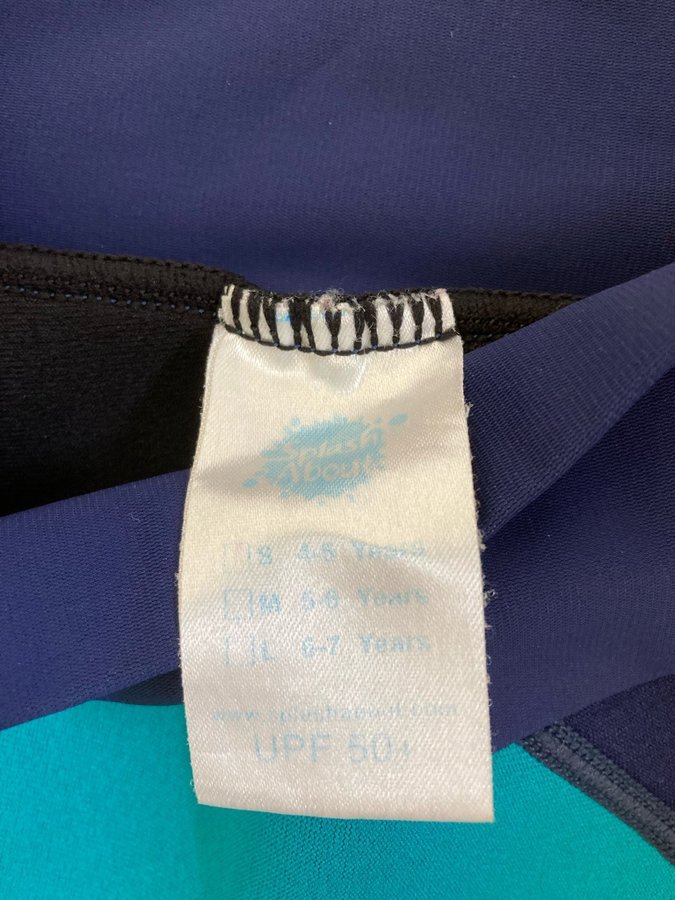 Splash
About
S 4-5 Years
M 5-6 Years
L 6-7 Years
www.splashabout.com
UPF 50+